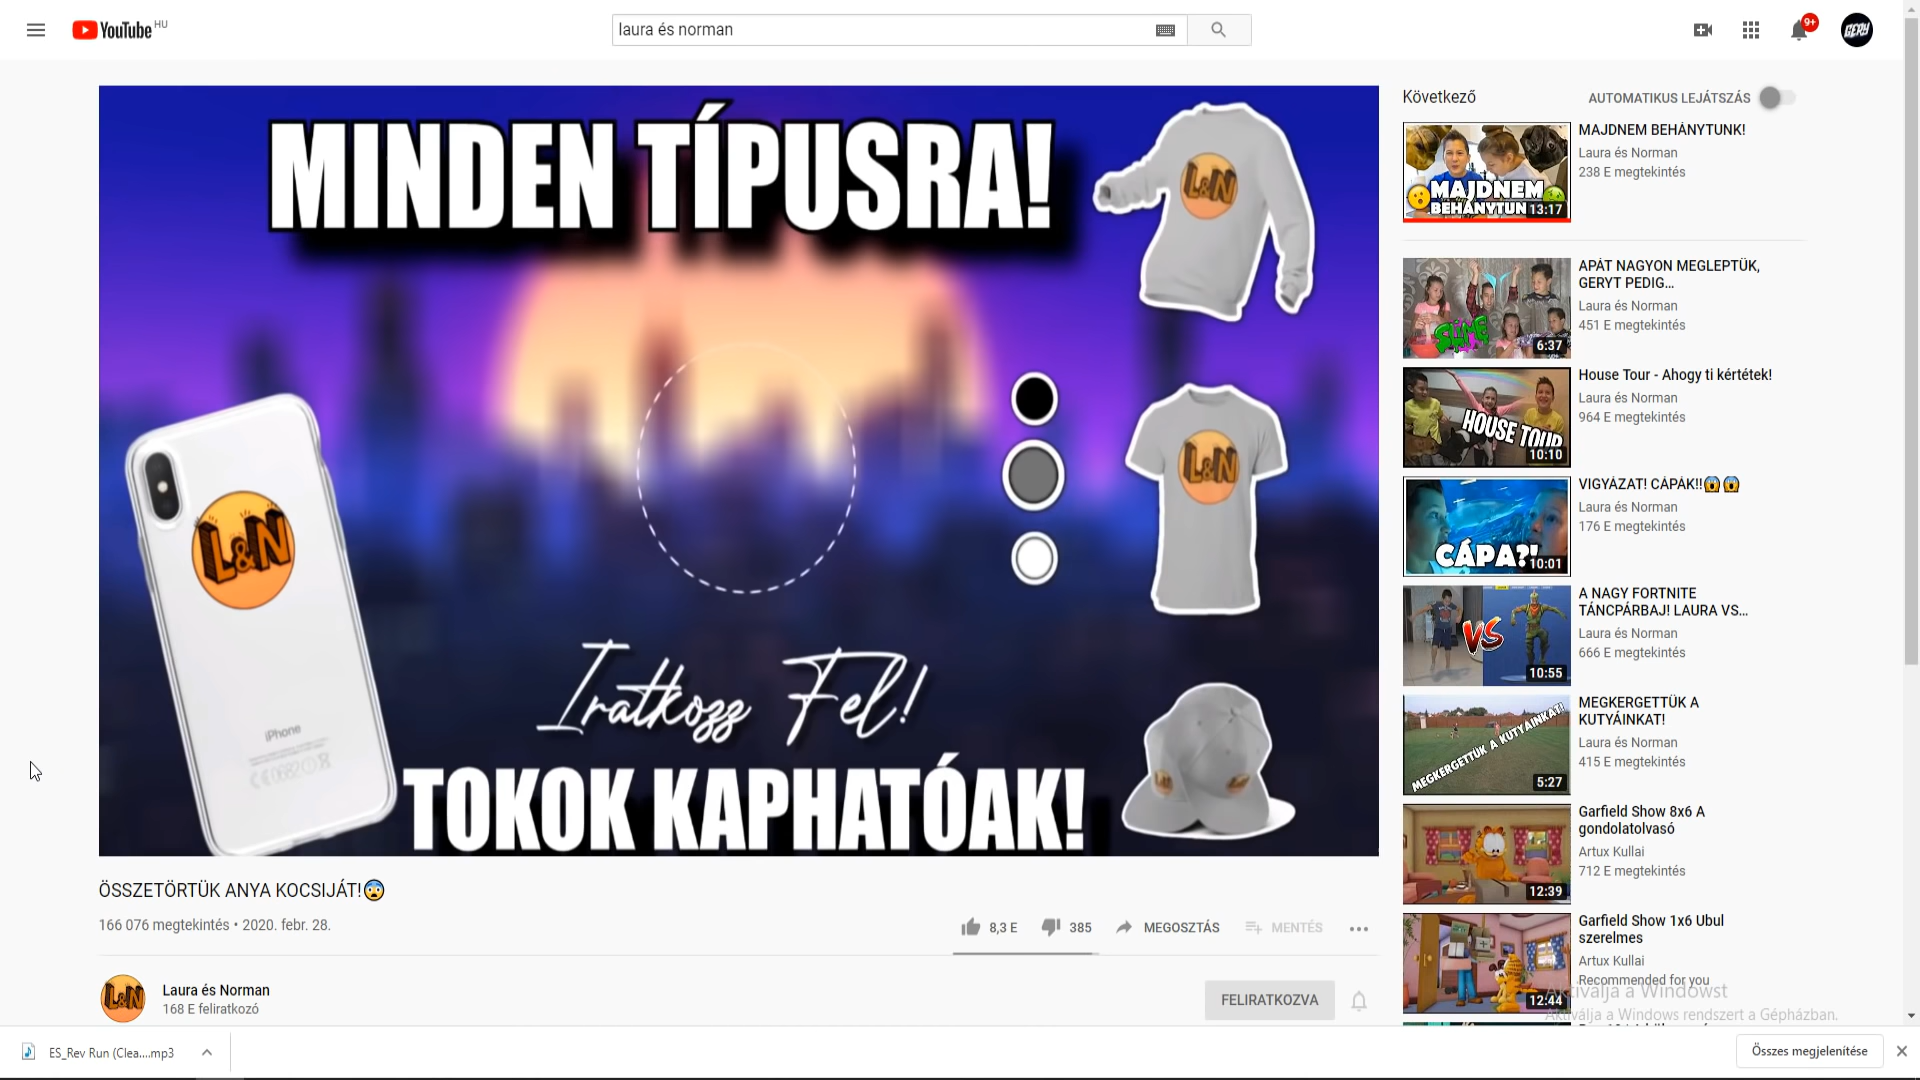 YouTube HU
laura és norman
9+
GERY
MINDEN TÍPUSRA!
L&N
L&N
L&N
iPhone
Iratkozz Fel!
TOKOK KAPHATÓAK!
ÖSSZETÖRTÜK ANYA KOCSIJÁT!😨
166 076 megtekintés • 2020. febr. 28.
8,3 E
385
MEGOSZTÁS
MENTÉS
L&N
Laura és Norman
168 E feliratkozó
FELIRATKOZVA
Következő
AUTOMATIKUS LEJÁTSZÁS
MAJDNEM
BEHÁNYTUN
13:17
MAJDNEM BEHÁNYTUNK!
Laura és Norman
238 E megtekintés
SLIME
6:37
APÁT NAGYON MEGLEPTÜK,
GERYT PEDIG...
Laura és Norman
451 E megtekintés
HOUSE TOUR
10:10
House Tour - Ahogy ti kértétek!
Laura és Norman
964 E megtekintés
CÁPA?!
10:01
VIGYÁZAT! CÁPÁK!!😱😱
Laura és Norman
176 E megtekintés
VS
10:55
A NAGY FORTNITE
TÁNCPÁRBAJ! LAURA VS...
Laura és Norman
666 E megtekintés
MEGKERGETTÜK A KUTYÁINKAT!
5:27
MEGKERGETTÜK A
KUTYÁINKAT!
Laura és Norman
415 E megtekintés
12:39
Garfield Show 8x6 A
gondolatolvasó
Artux Kullai
712 E megtekintés
12:44
Garfield Show 1x6 Ubul
szerelmes
Artux Kullai
Recommended for you
Aktiválja a Windowst
Aktiválja a Windows rendszert a Gépházban.
ES_Rev Run (Clea....mp3
Összes megjelenítése